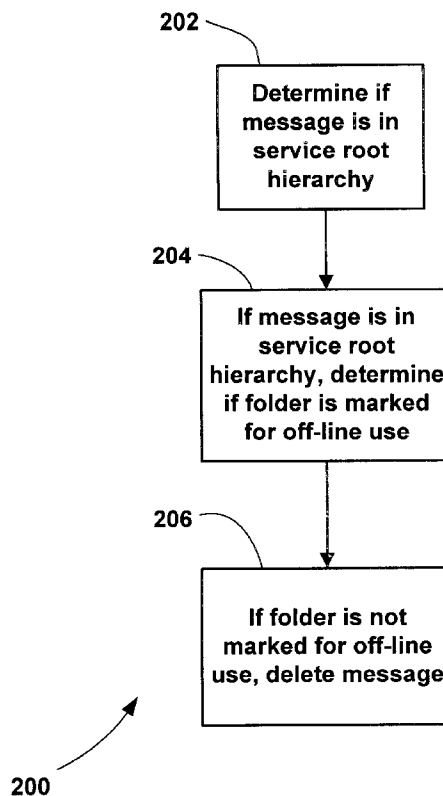 202
Determine if
message is in
service root
hierarchy
204
If message is in
service root
hierarchy, determine
if folder is marked
for off-line use
206
If folder is not
marked for off-line
use, delete message
200